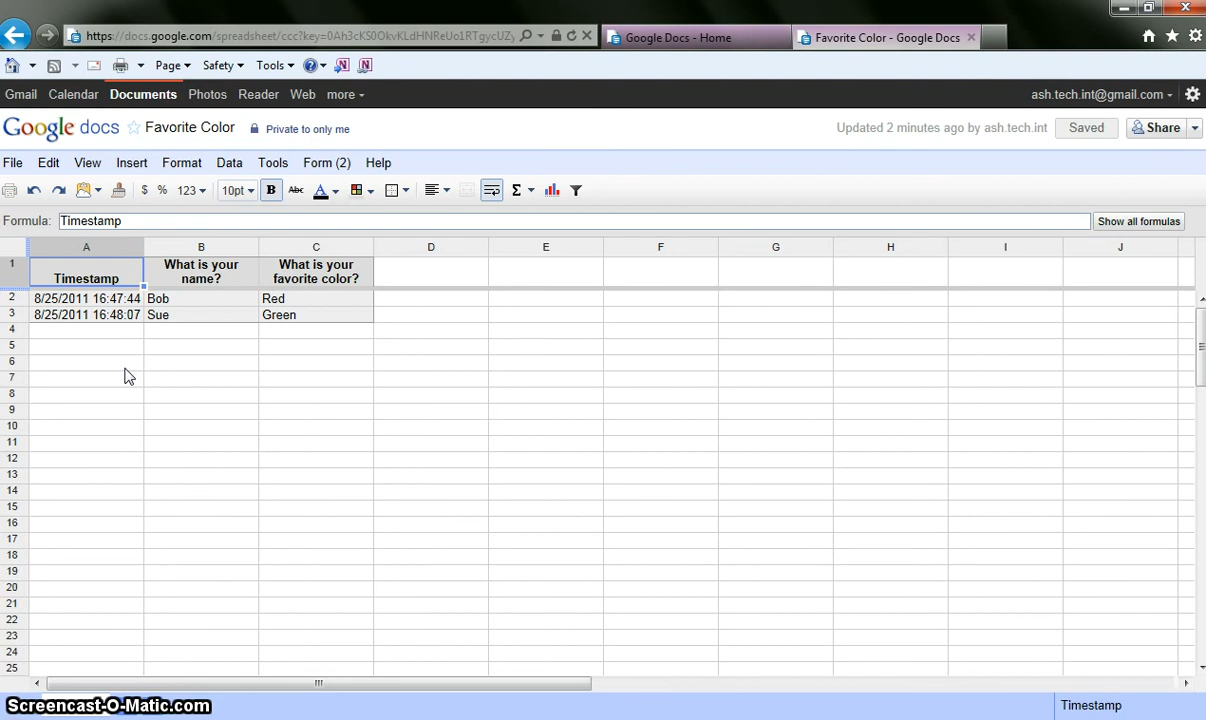 https://docs.google.com/spreadsheet/ccc?key=0Ah3cKS0OkvKLdHNReUo1RTgycUZy
Google Docs - Home
Favorite Color - Google Docs
Page
Safety
Tools
Gmail Calendar Documents Photos Reader Web more
ash.tech.int@gmail.com
Google docs
Favorite Color
Private to only me
Updated 2 minutes ago by ash.tech.int
Saved
Share
File Edit View Insert Format Data Tools Form (2) Help
$ % 123 10pt B Abc A Σ
Formula: Timestamp
Show all formulas
A B C D E F G H I J
1 Timestamp What is your name? What is your favorite color?
2 8/25/2011 16:47:44 Bob Red
3 8/25/2011 16:48:07 Sue Green
4
5
6
7
8
9
10
11
12
13
14
15
16
17
18
19
20
21
22
23
24
25
Screencast-O-Matic.com
Timestamp